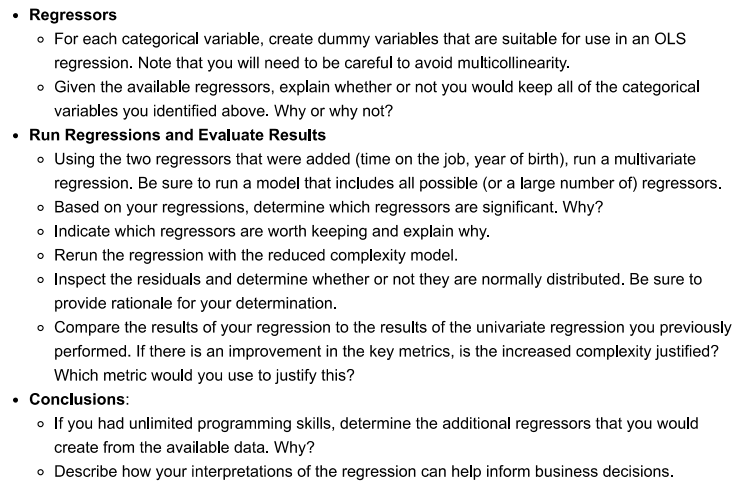 • Regressors
o For each categorical variable, create dummy variables that are suitable for use in an OLS
regression. Note that you will need to be careful to avoid multicollinearity.
o Given the available regressors, explain whether or not you would keep all of the categorical
variables you identified above. Why or why not?
• Run Regressions and Evaluate Results
o Using the two regressors that were added (time on the job, year of birth), run a multivariate
regression. Be sure to run a model that includes all possible (or a large number of) regressors.
o Based on your regressions, determine which regressors are significant. Why?
o Indicate which regressors are worth keeping and explain why.
o Rerun the regression with the reduced complexity model.
o Inspect the residuals and determine whether or not they are normally distributed. Be sure to
provide rationale for your determination.
o Compare the results of your regression to the results of the univariate regression you previously
performed. If there is an improvement in the key metrics, is the increased complexity justified?
Which metric would you use to justify this?
• Conclusions:
o If you had unlimited programming skills, determine the additional regressors that you would
create from the available data. Why?
o Describe how your interpretations of the regression can help inform business decisions.